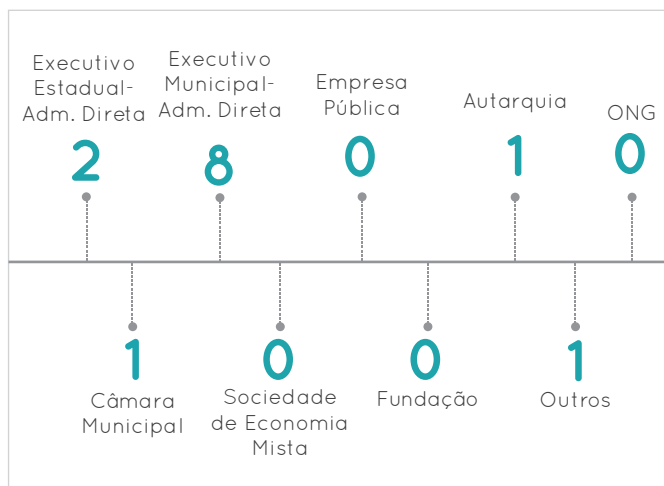 Executivo
Estadual-
Adm. Direta
2
Executivo
Municipal-
Adm. Direta
8
Empresa
Pública
0
Autarquia
1
ONG
0
1
Câmara
Municipal
0
Sociedade
de Economia
Mista
0
Fundação
1
Outros